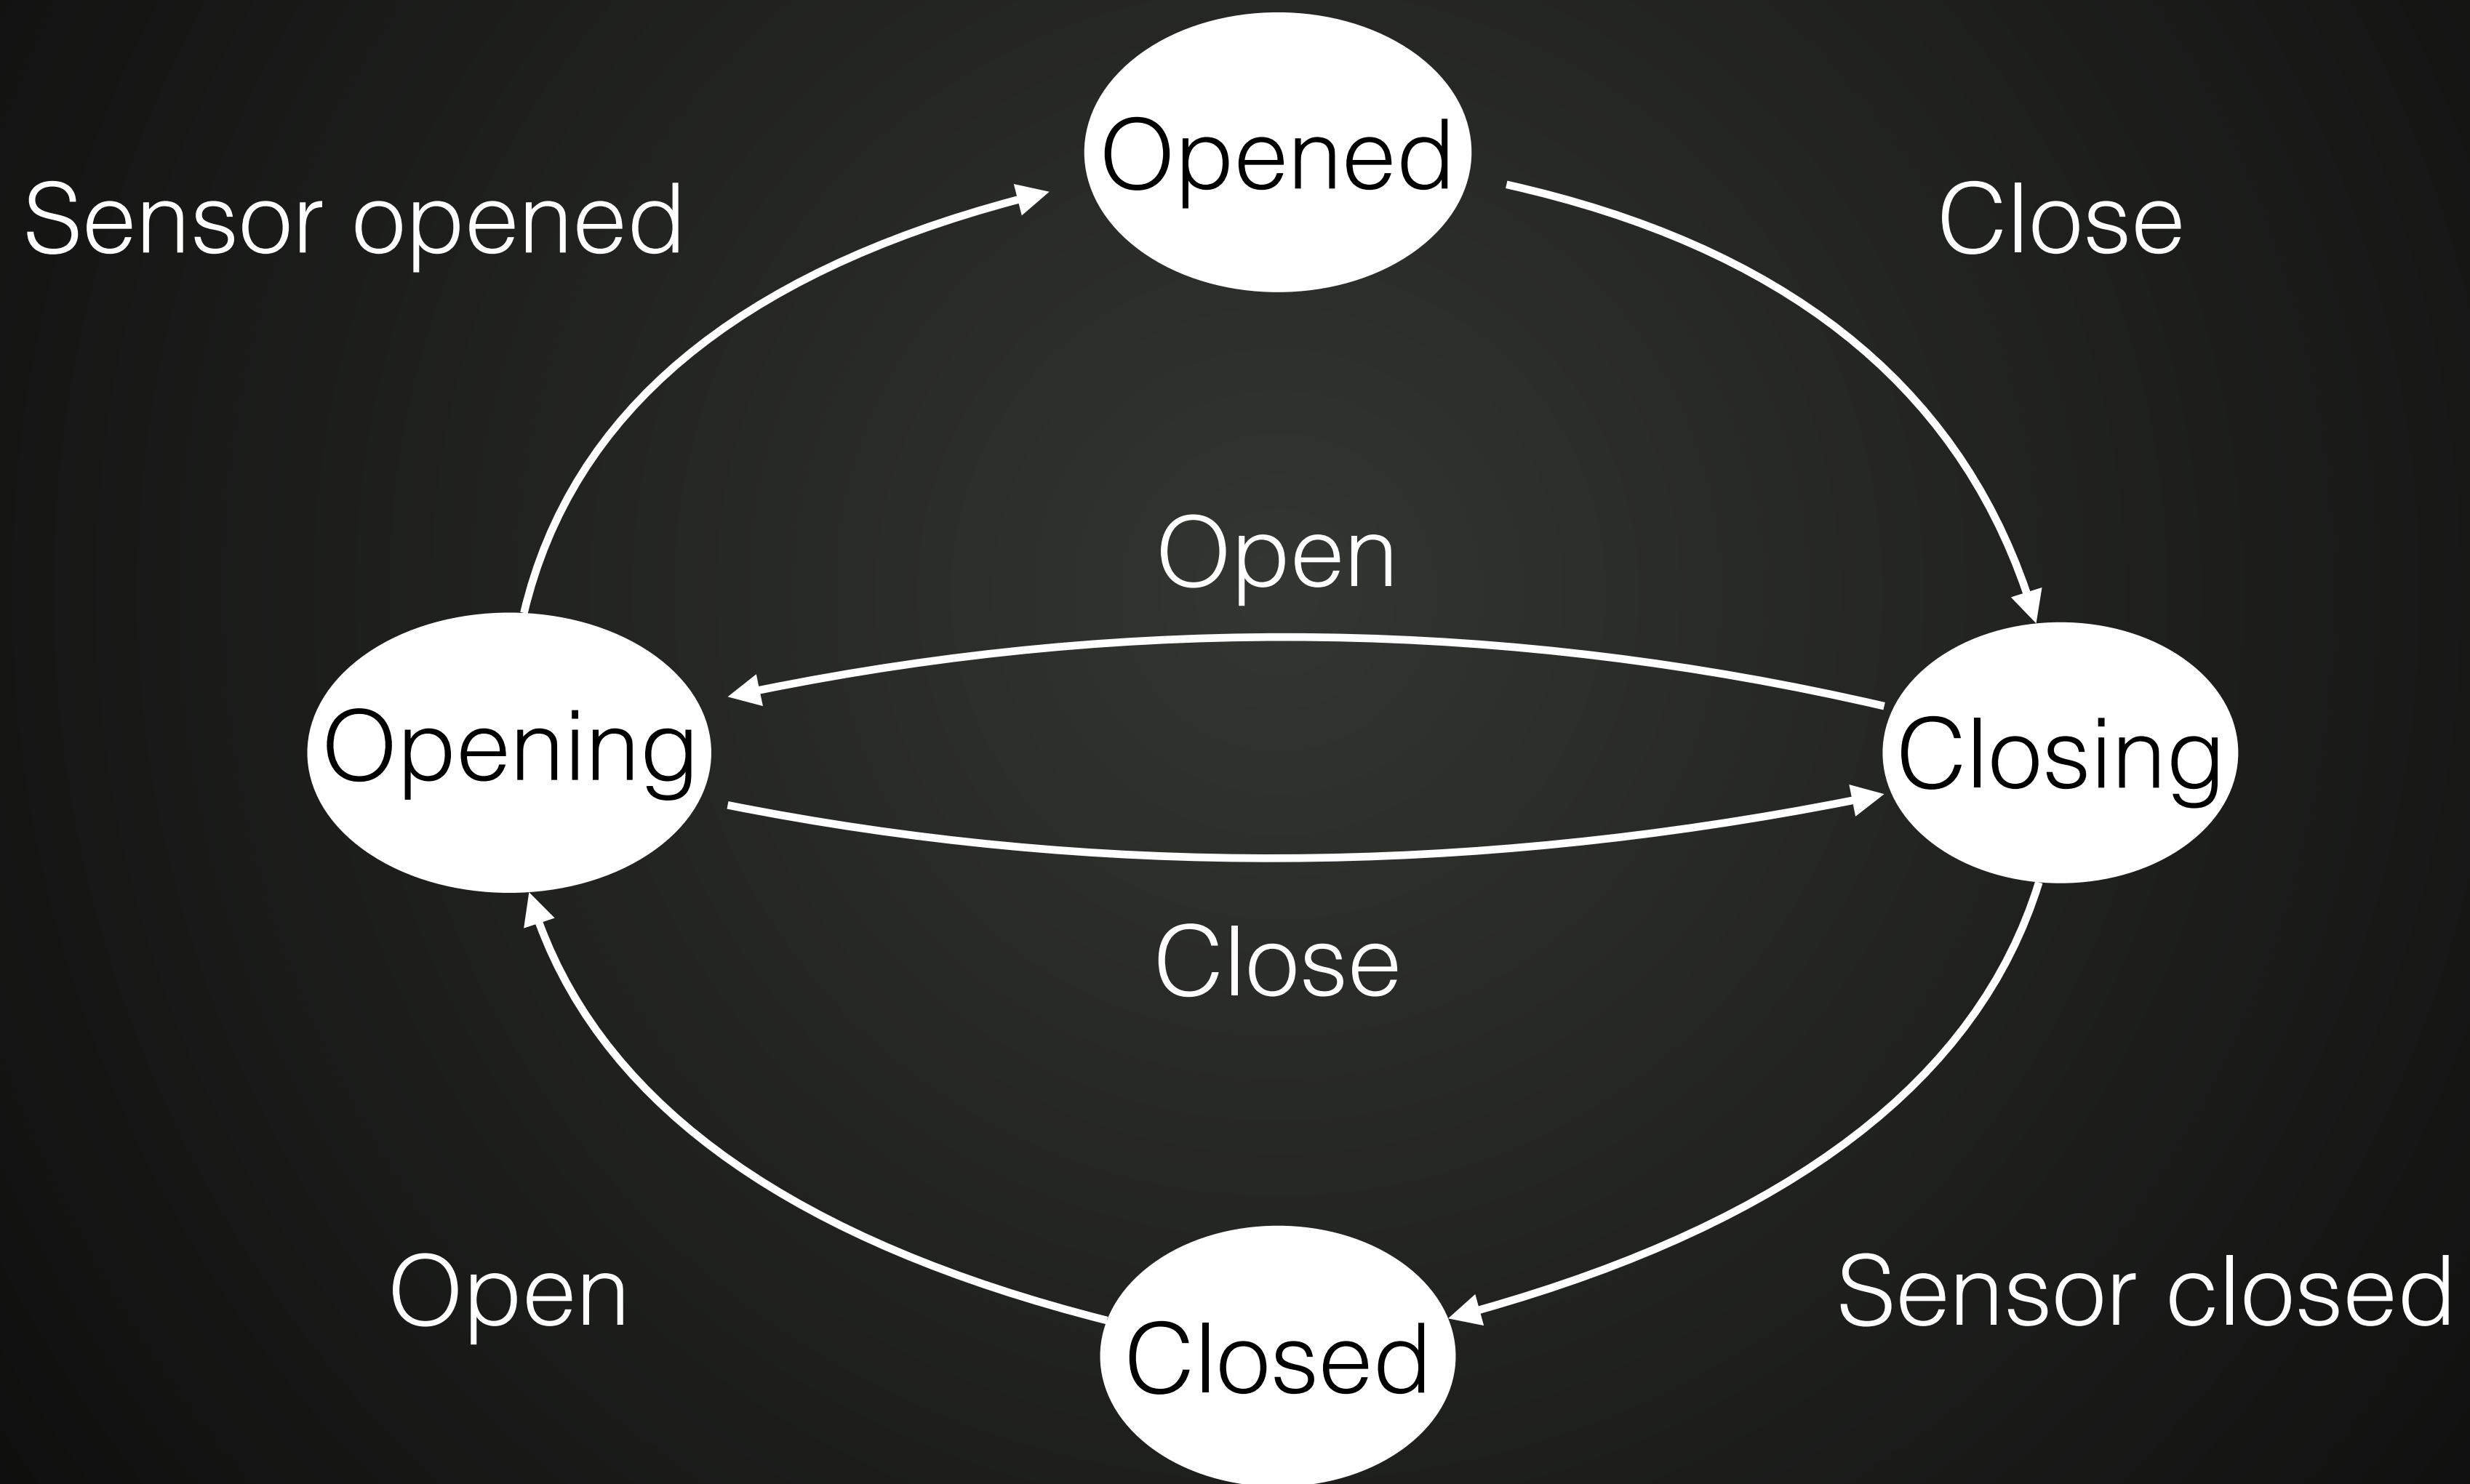 Opened
Sensor opened
Close
Open
Opening
Closing
Close
Open
Sensor closed
Closed